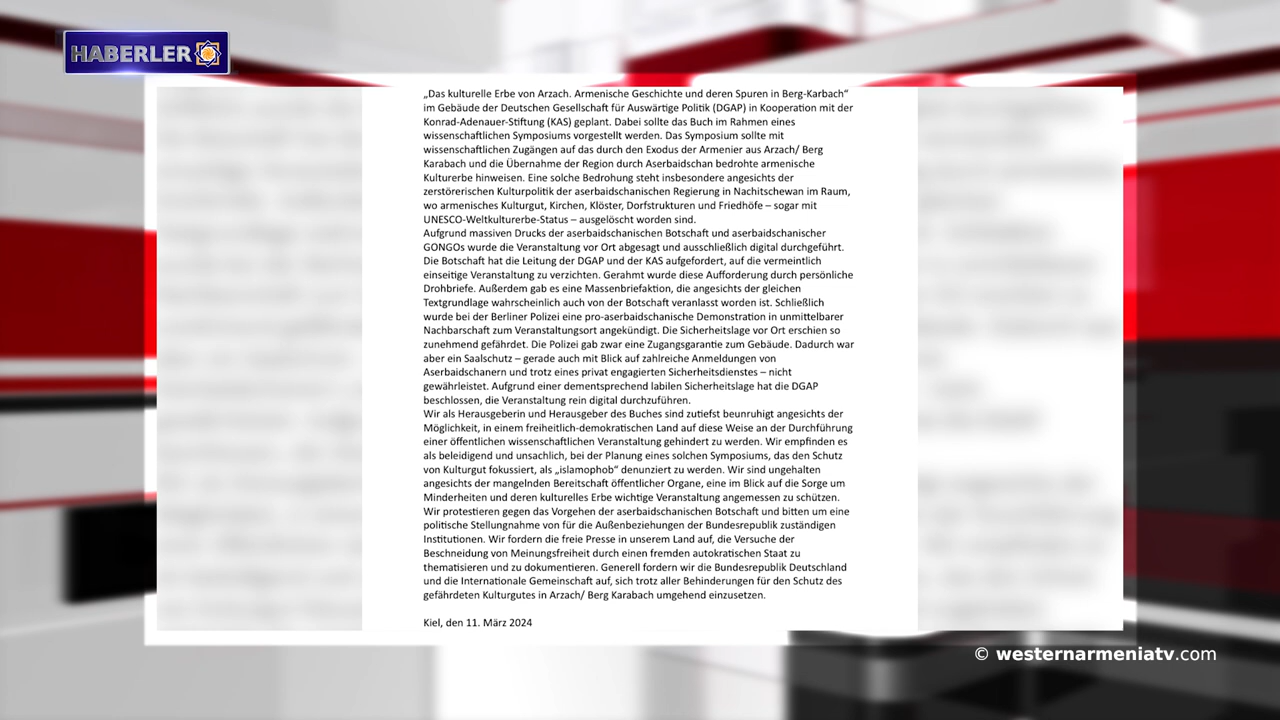 HABERLER
„Das kulturelle Erbe von Arzach. Armenische Geschichte und deren Spuren in Berg-Karbach“
im Gebäude der Deutschen Gesellschaft für Auswärtige Politik (DGAP) in Kooperation mit der
Konrad-Adenauer-Stiftung (KAS) geplant. Dabei sollte das Buch im Rahmen eines
wissenschaftlichen Symposiums vorgestellt werden. Das Symposium sollte mit
wissenschaftlichen Zugängen auf das durch den Exodus der Armenier aus Arzach/ Berg
Karabach und die Übernahme der Region durch Aserbaidschan bedrohte armenische
Kulturerbe hinweisen. Eine solche Bedrohung steht insbesondere angesichts der
zerstörerischen Kulturpolitik der aserbaidschanischen Regierung in Nachitschewan im Raum,
wo armenisches Kulturgut, Kirchen, Klöster, Dorfstrukturen und Friedhöfe – sogar mit
UNESCO-Weltkulturerbe-Status – ausgelöscht worden sind.
Aufgrund massiven Drucks der aserbaidschanischen Botschaft und aserbaidschanischer
GONGOs wurde die Veranstaltung vor Ort abgesagt und ausschließlich digital durchgeführt.
Die Botschaft hat die Leitung der DGAP und der KAS aufgefordert, auf die vermeintlich
einseitige Veranstaltung zu verzichten. Gerahmt wurde diese Aufforderung durch persönliche
Drohbriefe. Außerdem gab es eine Massenbriefaktion, die angesichts der gleichen
Textgrundlage wahrscheinlich auch von der Botschaft veranlasst worden ist. Schließlich
wurde bei der Berliner Polizei eine pro-aserbaidschanische Demonstration in unmittelbarer
Nachbarschaft zum Veranstaltungsort angekündigt. Die Sicherheitslage vor Ort erschien so
zunehmend gefährdet. Die Polizei gab zwar eine Zugangsgarantie zum Gebäude. Dadurch war
aber ein Saalschutz – gerade auch mit Blick auf zahlreiche Anmeldungen von
Aserbaidschanern und trotz eines privat engagierten Sicherheitsdienstes – nicht
gewährleistet. Aufgrund einer dementsprechend labilen Sicherheitslage hat die DGAP
beschlossen, die Veranstaltung rein digital durchzuführen.
Wir als Herausgeberin und Herausgeber des Buches sind zutiefst beunruhigt angesichts der
Möglichkeit, in einem freiheitlich-demokratischen Land auf diese Weise an der Durchführung
einer öffentlichen wissenschaftlichen Veranstaltung gehindert zu werden. Wir empfinden es
als beleidigend und unsachlich, bei der Planung eines solchen Symposiums, das den Schutz
von Kulturgut fokussiert, als „islamophob“ denunziert zu werden. Wir sind ungehalten
angesichts der mangelnden Bereitschaft öffentlicher Organe, eine im Blick auf die Sorge um
Minderheiten und deren kulturelles Erbe wichtige Veranstaltung angemessen zu schützen.
Wir protestieren gegen das Vorgehen der aserbaidschanischen Botschaft und bitten um eine
politische Stellungnahme von für die Außenbeziehungen der Bundesrepublik zuständigen
Institutionen. Wir fordern die freie Presse in unserem Land auf, die Versuche der
Beschneidung von Meinungsfreiheit durch einen fremden autokratischen Staat zu
thematisieren und zu dokumentieren. Generell fordern wir die Bundesrepublik Deutschland
und die Internationale Gemeinschaft auf, sich trotz aller Behinderungen für den Schutz des
gefährdeten Kulturgutes in Arzach/ Berg Karabach umgehend einzusetzen.
Kiel, den 11. März 2024
© westernarmeniatv.com